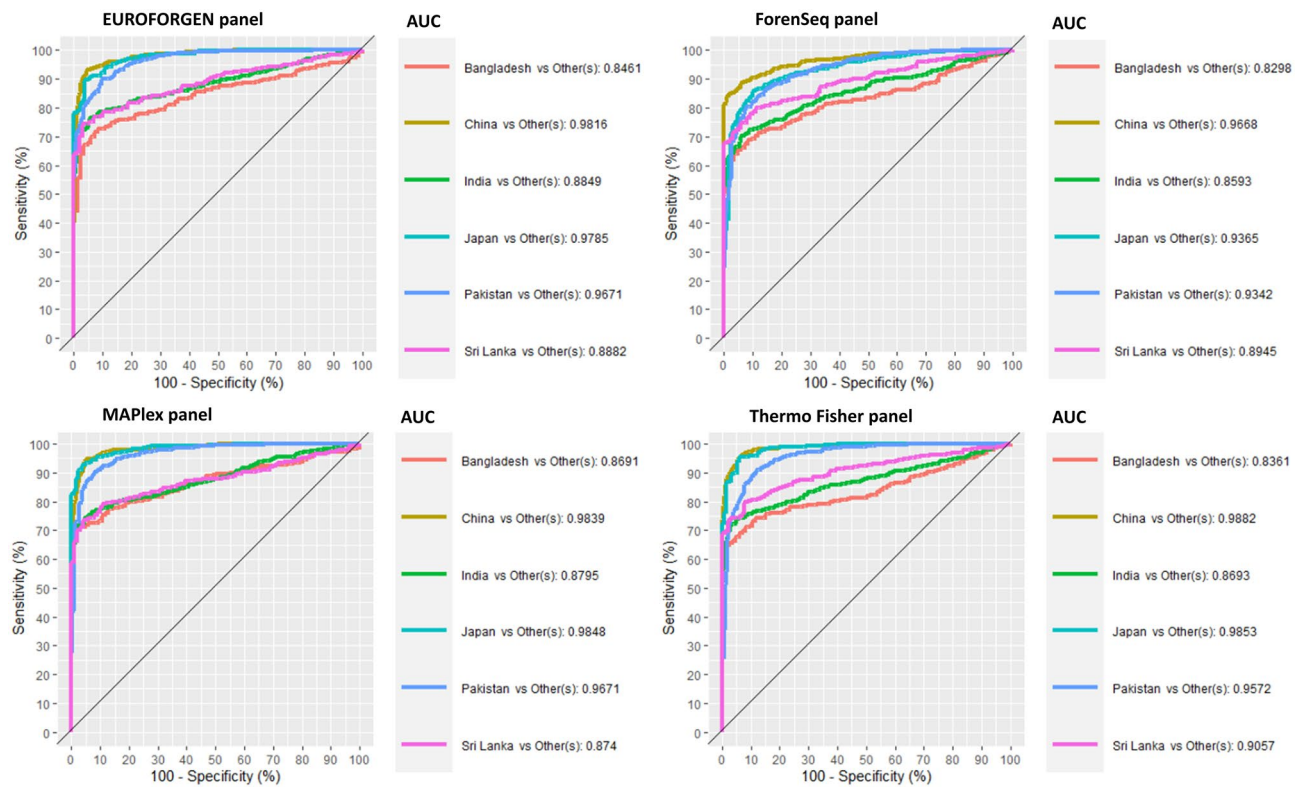 EUROFORGEN panel
AUC
Sensitivity (%)
100
90
80
70
60
50
40
30
20
10
0
0 10 20 30 40 50 60 70 80 90 100
100 - Specificity (%)
Bangladesh vs Other(s): 0.8461
China vs Other(s): 0.9816
India vs Other(s): 0.8849
Japan vs Other(s): 0.9785
Pakistan vs Other(s): 0.9671
Sri Lanka vs Other(s): 0.8882
ForenSeq panel
AUC
Sensitivity (%)
100
90
80
70
60
50
40
30
20
10
0
0 10 20 30 40 50 60 70 80 90 100
100 - Specificity (%)
Bangladesh vs Other(s): 0.8298
China vs Other(s): 0.9668
India vs Other(s): 0.8593
Japan vs Other(s): 0.9365
Pakistan vs Other(s): 0.9342
Sri Lanka vs Other(s): 0.8945
MAPlex panel
AUC
Sensitivity (%)
100
90
80
70
60
50
40
30
20
10
0
0 10 20 30 40 50 60 70 80 90 100
100 - Specificity (%)
Bangladesh vs Other(s): 0.8691
China vs Other(s): 0.9839
India vs Other(s): 0.8795
Japan vs Other(s): 0.9848
Pakistan vs Other(s): 0.9671
Sri Lanka vs Other(s): 0.874
Thermo Fisher panel
AUC
Sensitivity (%)
100
90
80
70
60
50
40
30
20
10
0
0 10 20 30 40 50 60 70 80 90 100
100 - Specificity (%)
Bangladesh vs Other(s): 0.8361
China vs Other(s): 0.9882
India vs Other(s): 0.8693
Japan vs Other(s): 0.9853
Pakistan vs Other(s): 0.9572
Sri Lanka vs Other(s): 0.9057